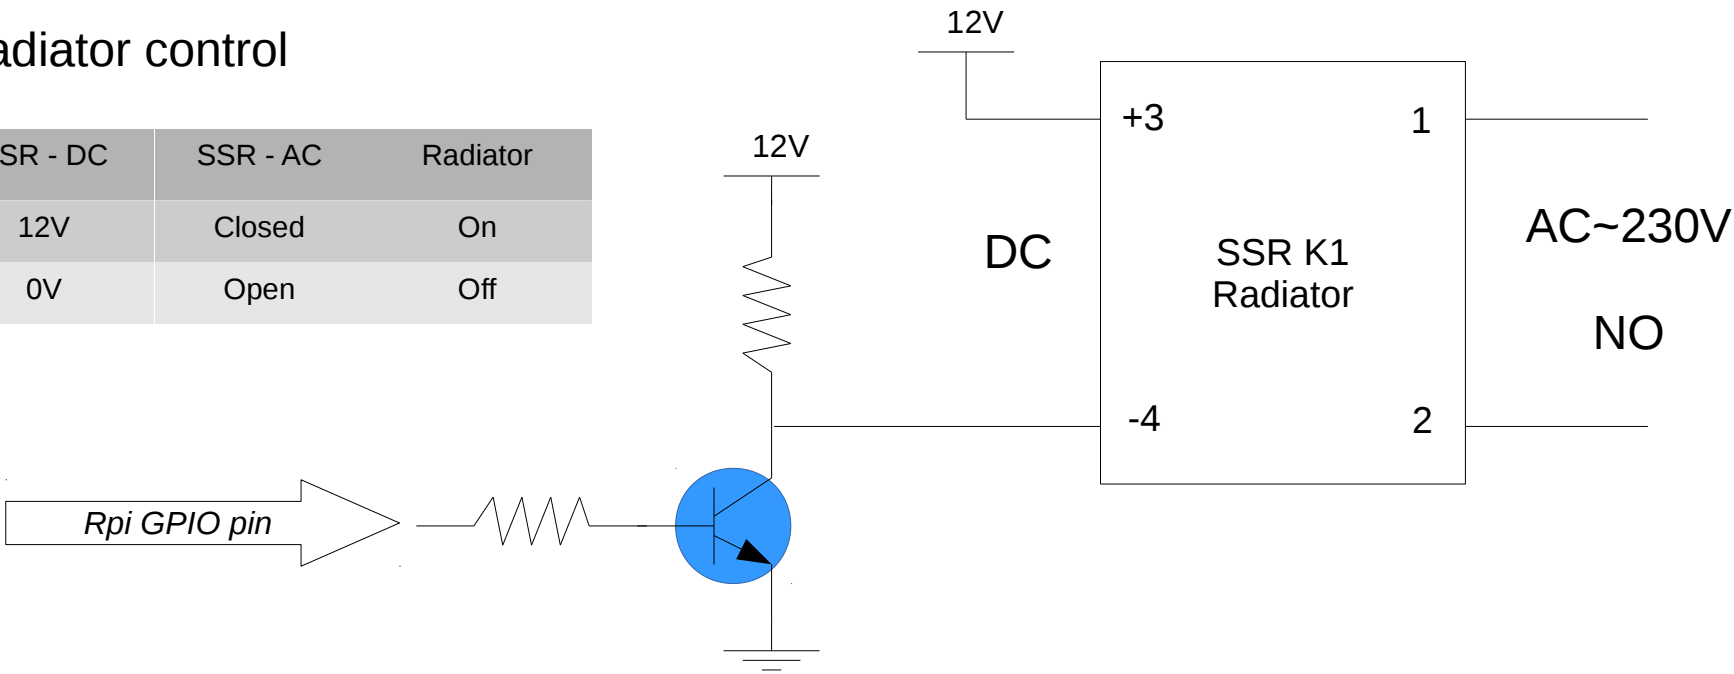 adiator control
SR - DC SSR - AC Radiator
12V Closed On
0V Open Off
12V
12V
+3 1
DC
SSR K1
Radiator
AC~230V
NO
-4 2
Rpi GPIO pin